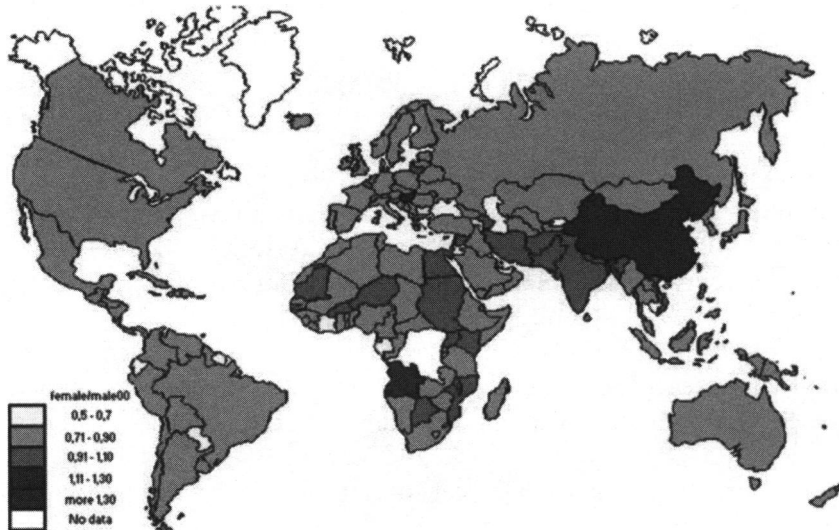 female/male00
0,5 - 0,7
0,71 - 0,90
0,91 - 1,10
1,11 - 1,30
more 1,30
No data